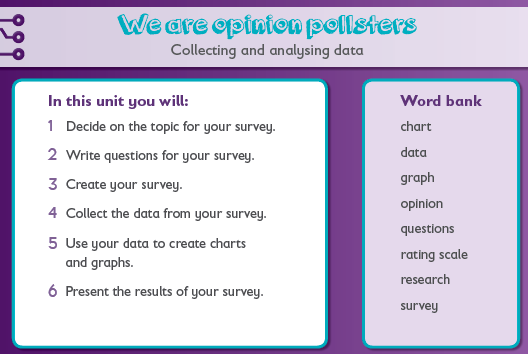 We are opinion pollsters
Collecting and analysing data
In this unit you will:
1 Decide on the topic for your survey.
2 Write questions for your survey.
3 Create your survey.
4 Collect the data from your survey.
5 Use your data to create charts
and graphs.
6 Present the results of your survey.
Word bank
chart
data
graph
opinion
questions
rating scale
research
survey